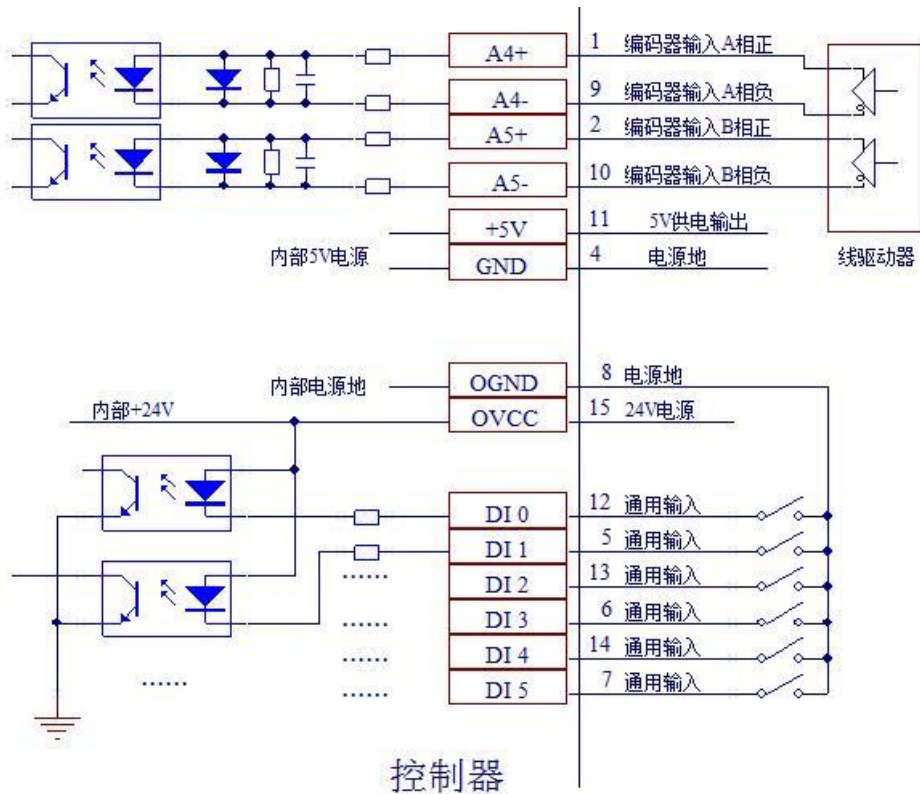 A4+ 1 编码器输入A相正
A4- 9 编码器输入A相负
A5+ 2 编码器输入B相正
A5- 10 编码器输入B相负
+5V 11 5V供电输出
内部5V电源 GND 4 电源地 线驱动器
内部电源地 OGND 8 电源地
内部+24V OVCC 15 24V电源
DI 0 12 通用输入
DI 1 5 通用输入
...... DI 2 13 通用输入
...... DI 3 6 通用输入
...... DI 4 14 通用输入
...... ...... DI 5 7 通用输入
控制器